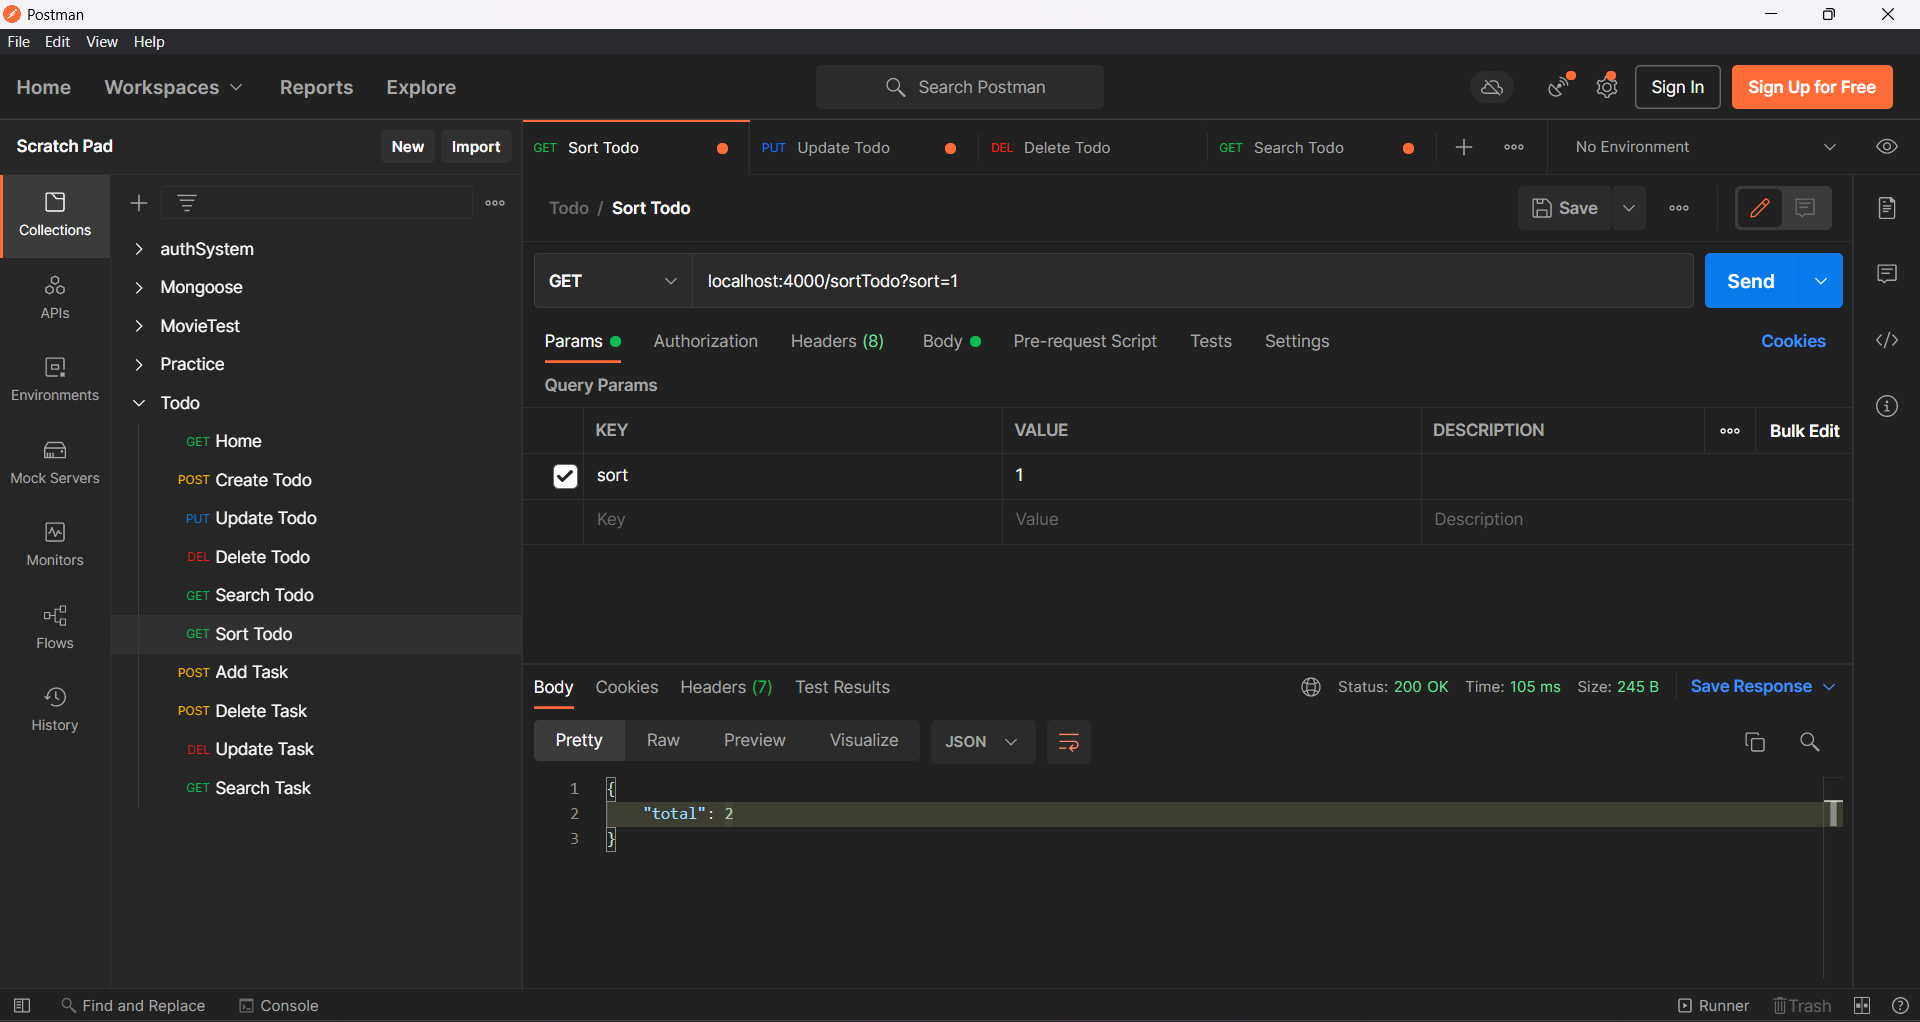 Postman
File Edit View Help
Home Workspaces Reports Explore
Search Postman
Sign In
Sign Up for Free
Scratch Pad
New
Import
GET Sort Todo
PUT Update Todo
DEL Delete Todo
GET Search Todo
No Environment
Collections
APIs
Environments
Mock Servers
Monitors
Flows
History
authSystem
Mongoose
MovieTest
Practice
Todo
GET Home
POST Create Todo
PUT Update Todo
DEL Delete Todo
GET Search Todo
GET Sort Todo
POST Add Task
POST Delete Task
DEL Update Task
GET Search Task
Todo / Sort Todo
Save
GET localhost:4000/sortTodo?sort=1
Send
Params Authorization Headers (8) Body Pre-request Script Tests Settings
Cookies
Query Params
KEY VALUE DESCRIPTION Bulk Edit
sort 1
Key Value Description
Body Cookies Headers (7) Test Results
Status: 200 OK Time: 105 ms Size: 245 B Save Response
Pretty Raw Preview Visualize JSON
1 {
2 "total": 2
3 }
Find and Replace Console
Runner Trash